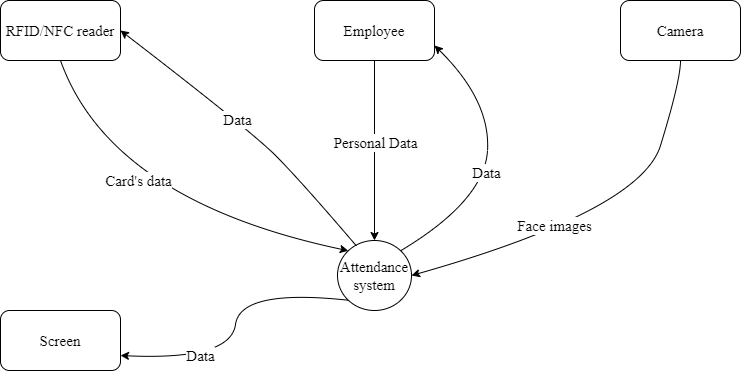 RFID/NFC reader
Employee
Camera
Data
Personal Data
Data
Card's data
Face images
Attendance
system
Screen
Data